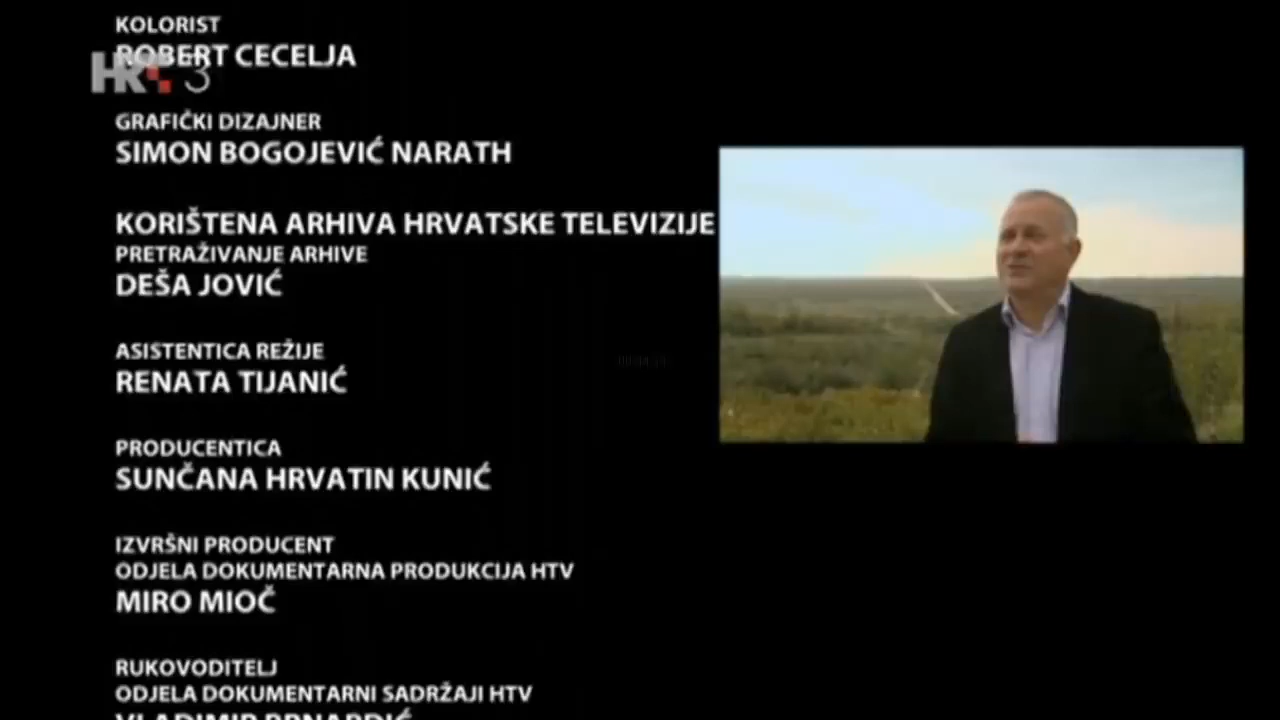 KOLORIST
ROBERT CECELJA
HR 3
GRAFIČKI DIZAJNER
SIMON BOGOJEVIĆ NARATH
KORIŠTENA ARHIVA HRVATSKE TELEVIZIJE
PRETRAŽIVANJE ARHIVE
DEŠA JOVIĆ
ASISTENTICA REŽIJE
RENATA TIJANIĆ
PRODUCENTICA
SUNČANA HRVATIN KUNIĆ
IZVRŠNI PRODUCENT
ODJELA DOKUMENTARNA PRODUKCIJA HTV
MIRO MIOČ
RUKOVODITELJ
ODJELA DOKUMENTARNI SADRŽAJI HTV
VLADIMIR